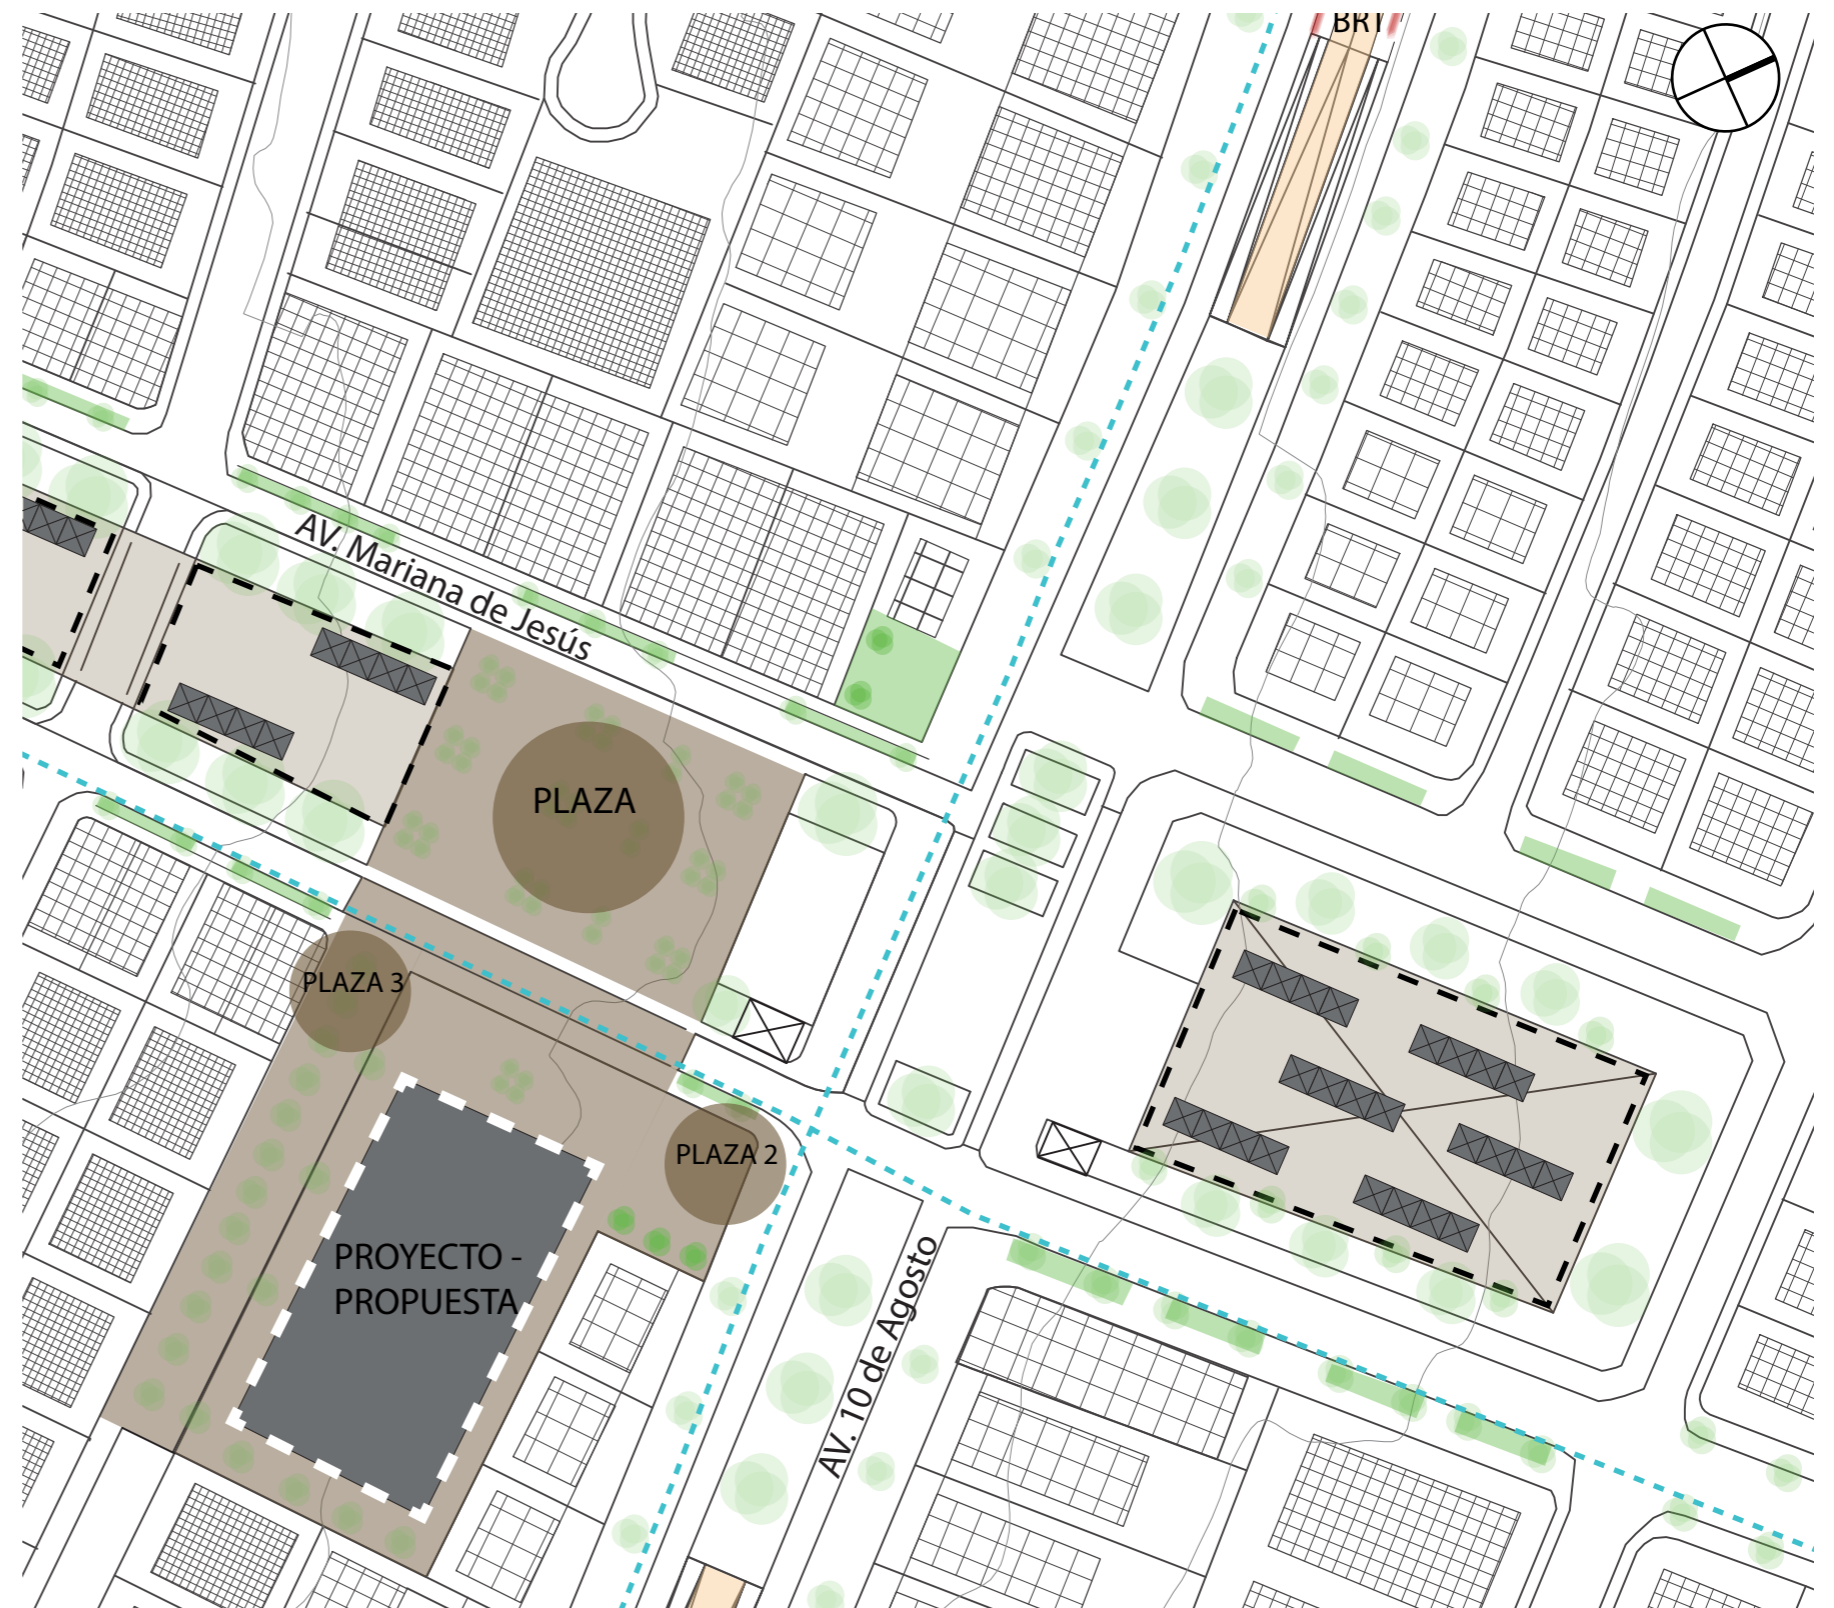 BRT
AV. Mariana de Jesús
PLAZA
PLAZA 3
PLAZA 2
PROYECTO -
PROPUESTA
AV. 10 de Agosto